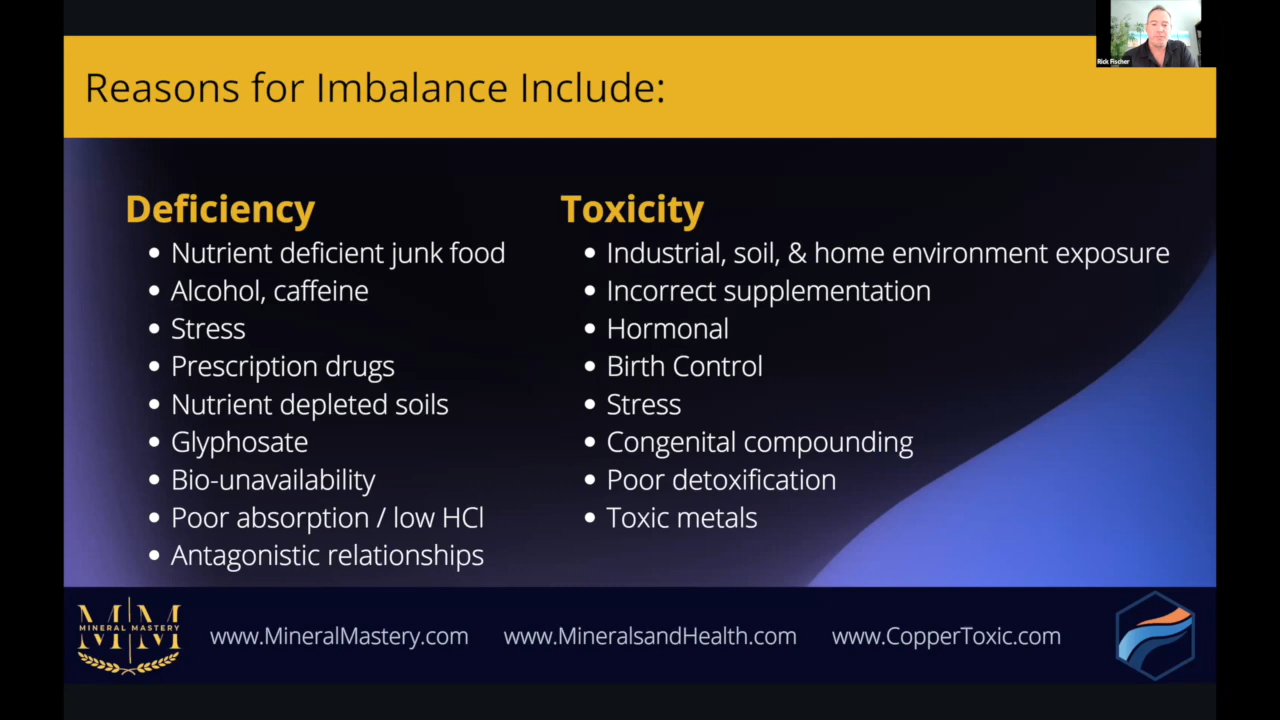 Rick Fischer
Reasons for Imbalance Include:
Deficiency
• Nutrient deficient junk food
• Alcohol, caffeine
• Stress
• Prescription drugs
• Nutrient depleted soils
• Glyphosate
• Bio-unavailability
• Poor absorption / low HCl
• Antagonistic relationships
Toxicity
• Industrial, soil, & home environment exposure
• Incorrect supplementation
• Hormonal
• Birth Control
• Stress
• Congenital compounding
• Poor detoxification
• Toxic metals
M M
MINERAL MASTERY
www.MineralMastery.com
www.MineralsandHealth.com
www.CopperToxic.com